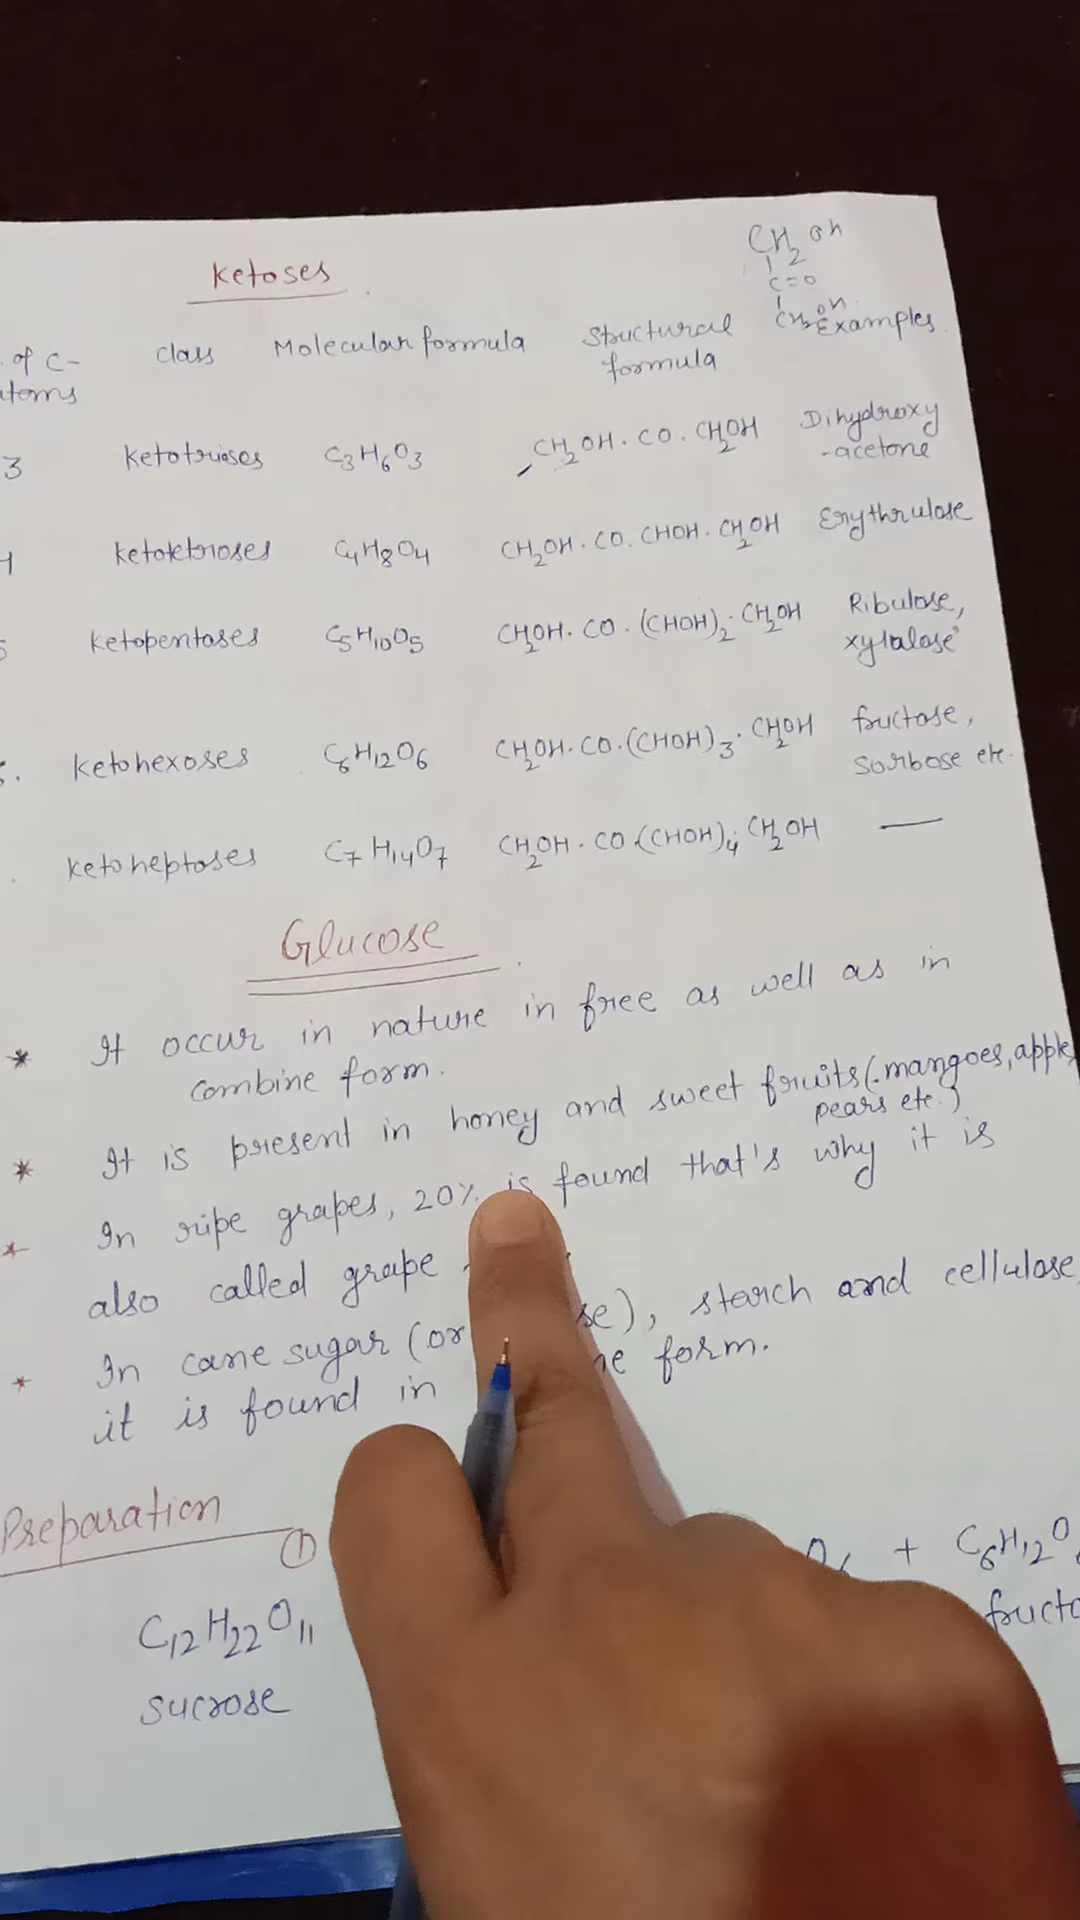 CH2 OH
C=O
CH2OH
Ketoses
of C-
atoms
class
Molecular formula
Structural
formula
Examples
3 ketotrioses C3H6O3 CH2OH.CO.CH2OH Dihydroxy
-acetone
4 C4H8O4 CH2OH.CO.CHOH.CH2OH Erythrulose
5 ketopentoses C5H10O5 CH2OH.CO.(CHOH)2.CH2OH Ribulose,
xylulose
6. ketohexoses C6H12O6 CH2OH.CO.(CHOH)3.CH2OH fructose,
sorbose etc.
ketoheptoses C7H14O7 CH2OH.CO.(CHOH)4.CH2OH —
Glucose
* It occur in nature in free as well as in
combine form.
* It is present in honey and sweet fruits (mangoes, apple,
pears etc.)
* In ripe grapes, 20% is found that's why it is
also called grape
* In cane sugar (or se), starch and cellulose,
it is found in form.
Preparation
①
C12H22O11 + C6H12O
sucrose fructo